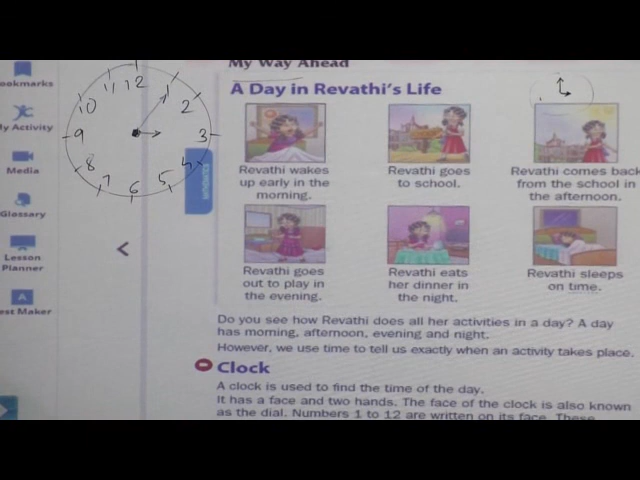 My Way Ahead
A Day in Revathi's Life
ookmarks
y Activity
Media
Glossary
Lesson
Planner
est Maker
12
1
2
3
4
5
6
7
8
9
10
11
Revathi wakes
up early in the
morning.
Revathi goes
to school.
Revathi comes back
from the school in
the afternoon.
Revathi goes
out to play in
the evening.
Revathi eats
her dinner in
the night.
Revathi sleeps
on time.
Do you see how Revathi does all her activities in a day? A day
has morning, afternoon, evening and night.
However, we use time to tell us exactly when an activity takes place.
Clock
A clock is used to find the time of the day.
It has a face and two hands. The face of the clock is also known
as the dial. Numbers 1 to 12 are written on its face. These